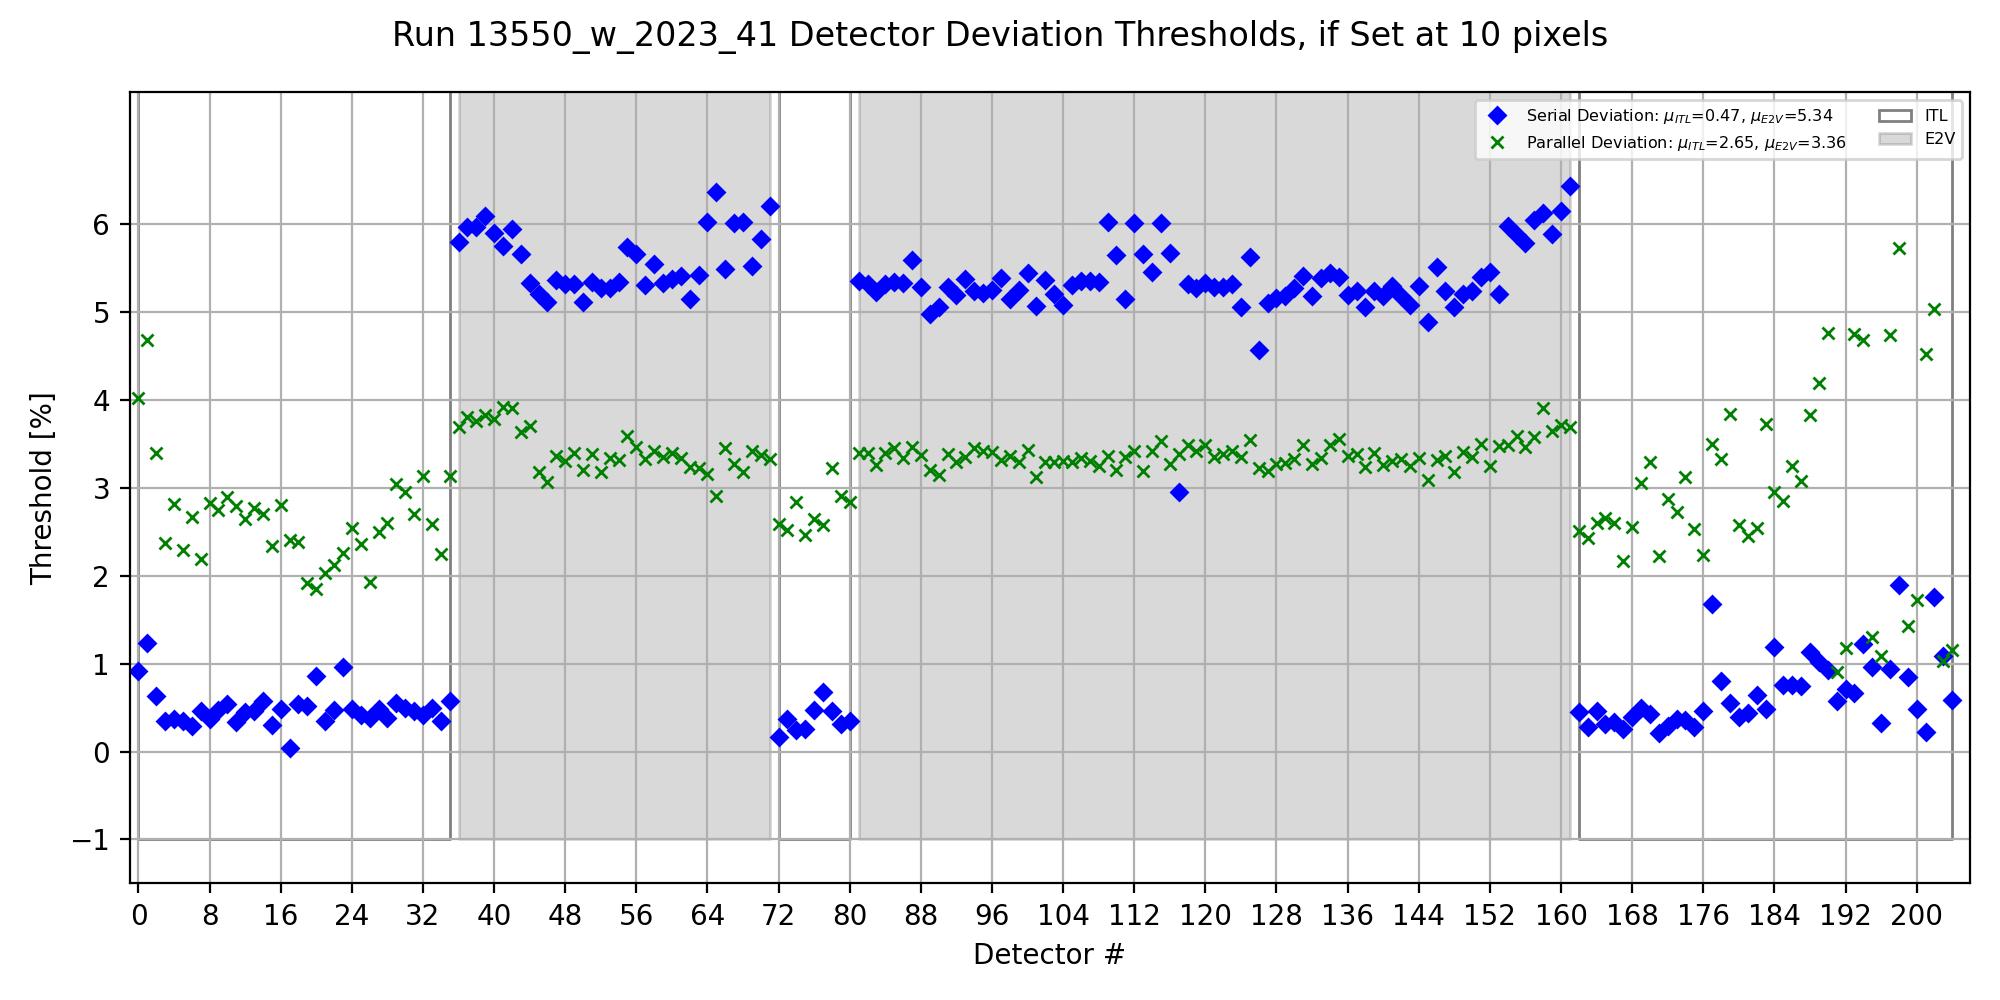 Run 13550_w_2023_41 Detector Deviation Thresholds, if Set at 10 pixels
Serial Deviation: μITL=0.47, μE2V=5.34
Parallel Deviation: μITL=2.65, μE2V=3.36
ITL
E2V
Threshold [%]
6
5
4
3
2
1
0
−1
0 8 16 24 32 40 48 56 64 72 80 88 96 104 112 120 128 136 144 152 160 168 176 184 192 200
Detector #